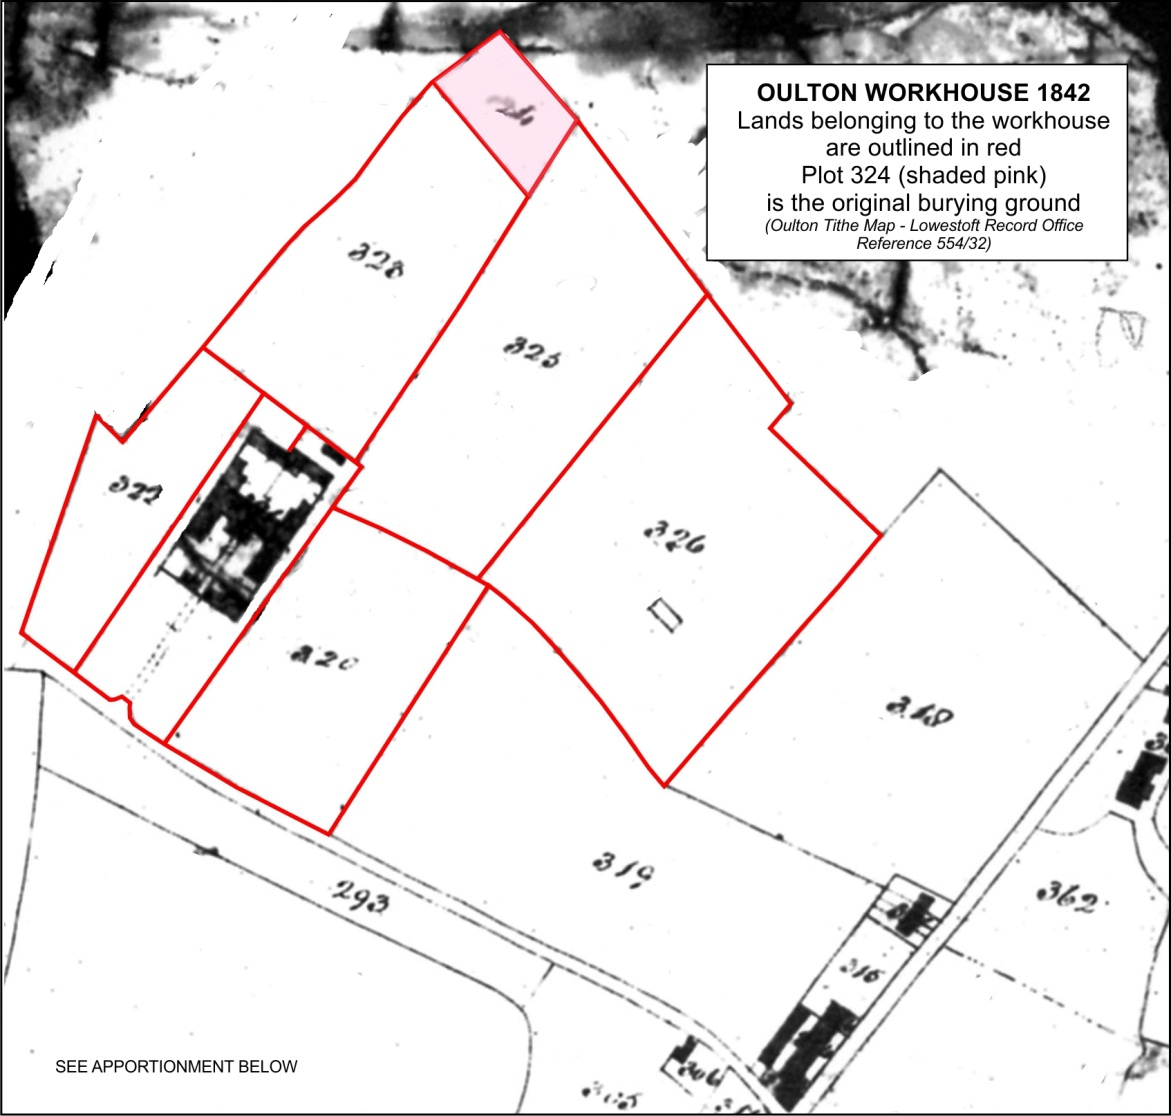 OULTON WORKHOUSE 1842
Lands belonging to the workhouse
are outlined in red
Plot 324 (shaded pink)
is the original burying ground
(Oulton Tithe Map - Lowestoft Record Office
Reference 554/32)
323
325
322
326
320
318
319
362
293
316
306
SEE APPORTIONMENT BELOW